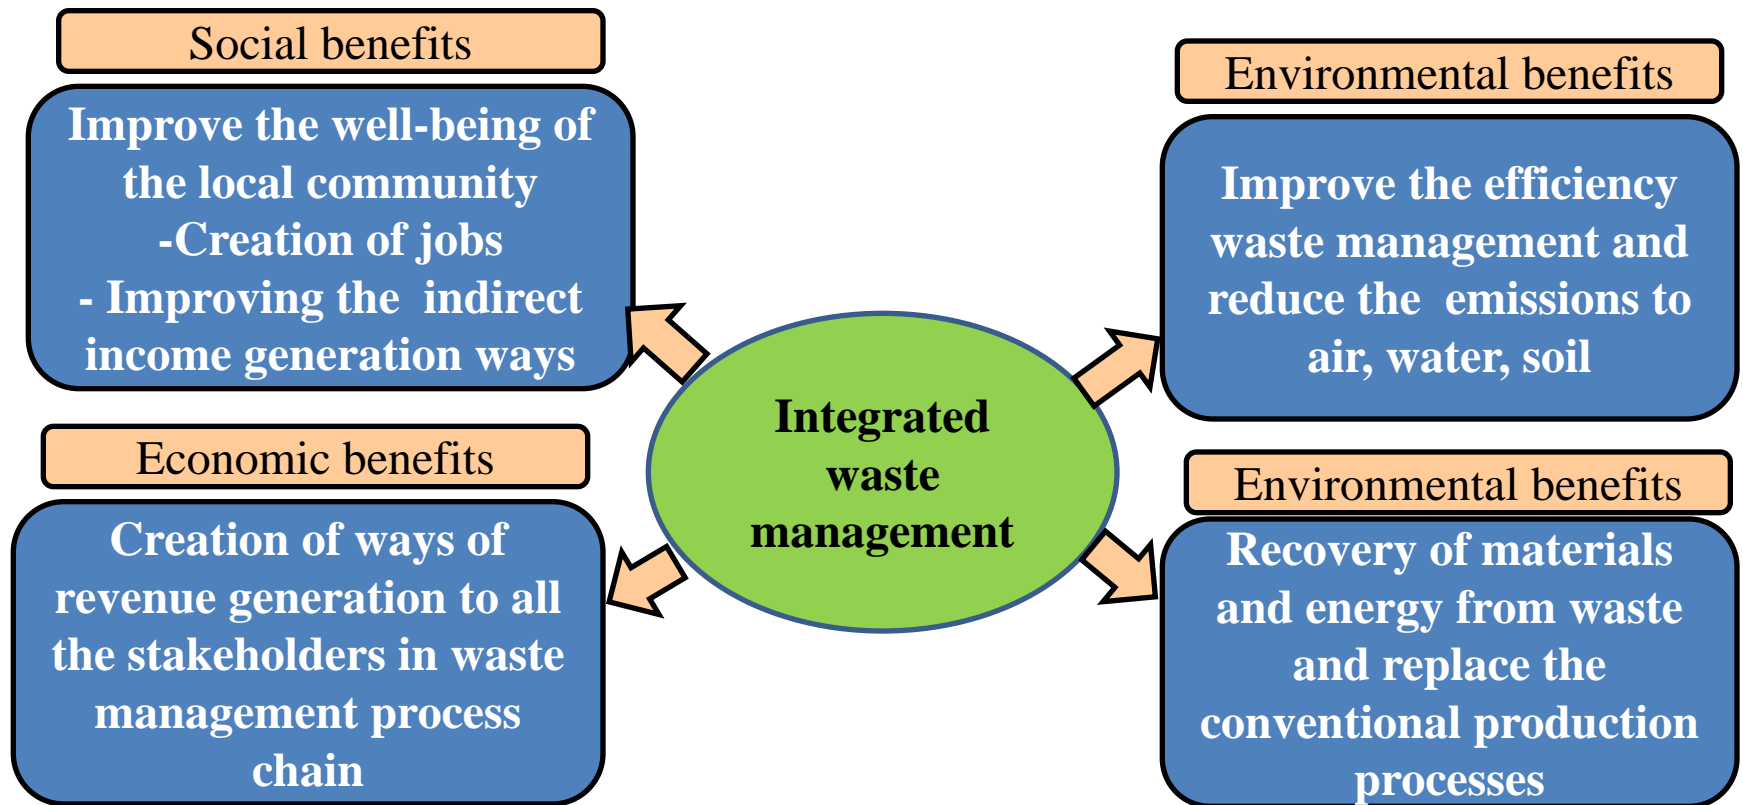 Social benefits
Improve the well-being of
the local community
-Creation of jobs
- Improving the  indirect
income generation ways
Environmental benefits
Improve the efficiency
waste management and
reduce the  emissions to
air, water, soil
Integrated
waste
management
Economic benefits
Creation of ways of
revenue generation to all
the stakeholders in waste
management process
chain
Environmental benefits
Recovery of materials
and energy from waste
and replace the
conventional production
processes